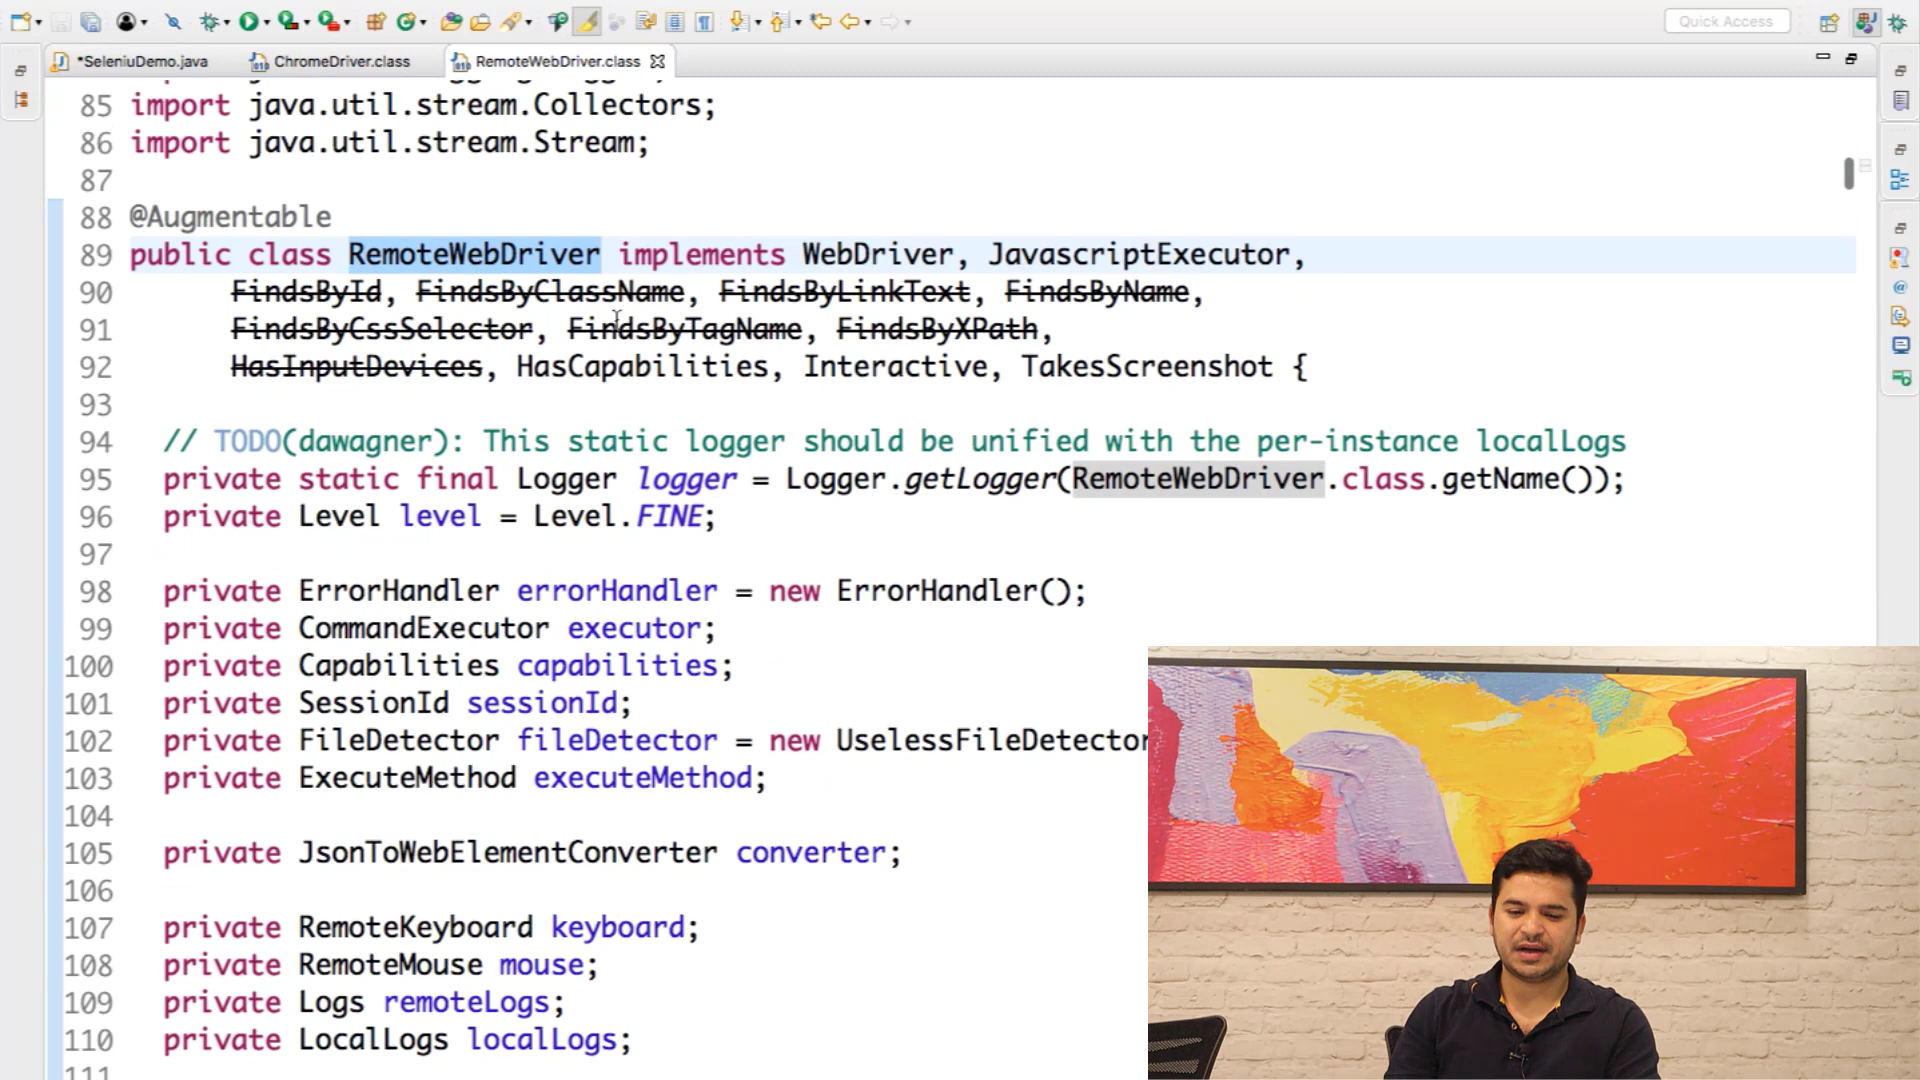 Quick Access
*SeleniuDemo.java
ChromeDriver.class
RemoteWebDriver.class
85 import java.util.stream.Collectors;
86 import java.util.stream.Stream;
87
88 @Augmentable
89 public class RemoteWebDriver implements WebDriver, JavascriptExecutor,
90 FindsById, FindsByClassName, FindsByLinkText, FindsByName,
91 FindsByCssSelector, FindsByTagName, FindsByXPath,
92 HasInputDevices, HasCapabilities, Interactive, TakesScreenshot {
93
94 // TODO(dawagner): This static logger should be unified with the per-instance localLogs
95 private static final Logger logger = Logger.getLogger(RemoteWebDriver.class.getName());
96 private Level level = Level.FINE;
97
98 private ErrorHandler errorHandler = new ErrorHandler();
99 private CommandExecutor executor;
100 private Capabilities capabilities;
101 private SessionId sessionId;
102 private FileDetector fileDetector = new UselessFileDetector
103 private ExecuteMethod executeMethod;
104
105 private JsonToWebElementConverter converter;
106
107 private RemoteKeyboard keyboard;
108 private RemoteMouse mouse;
109 private Logs remoteLogs;
110 private LocalLogs localLogs;
111